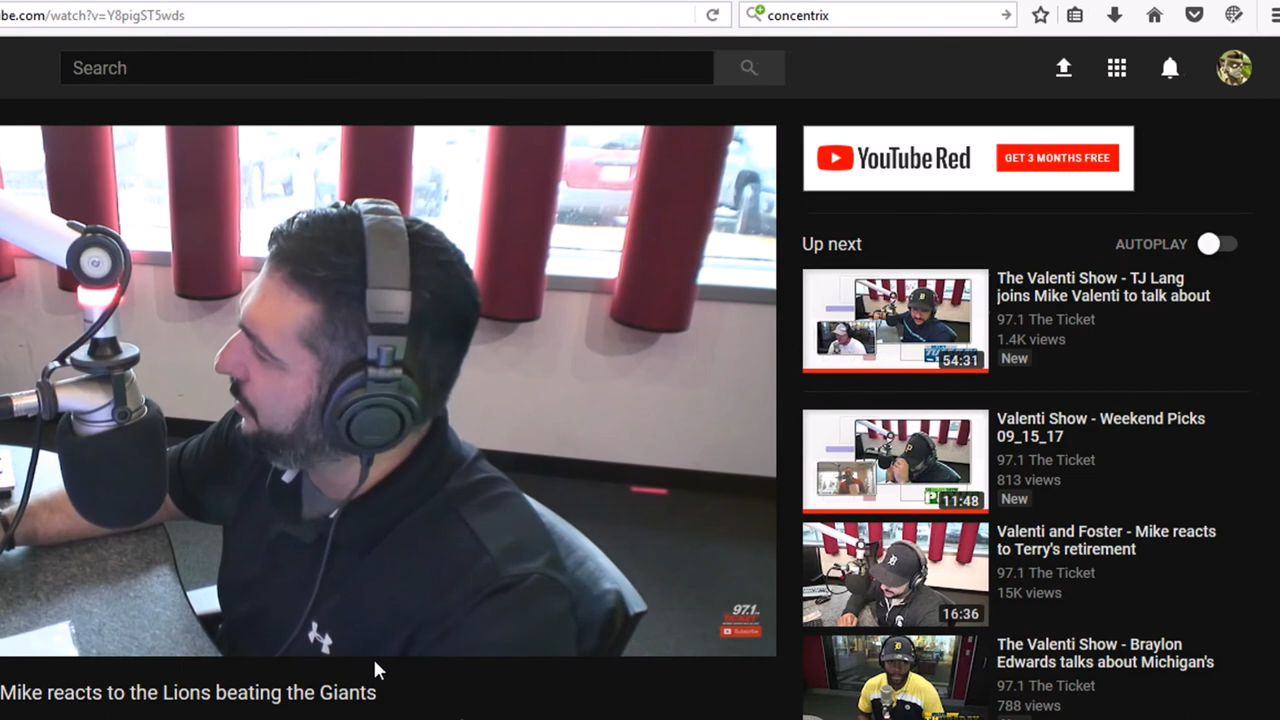 be.com/watch?v=Y8pigST5wds
concentrix
Search
YouTube Red
GET 3 MONTHS FREE
Up next
AUTOPLAY
The Valenti Show - TJ Lang
joins Mike Valenti to talk about
97.1 The Ticket
1.4K views
New
54:31
Valenti Show - Weekend Picks
09_15_17
97.1 The Ticket
813 views
New
11:48
Valenti and Foster - Mike reacts
to Terry's retirement
97.1 The Ticket
15K views
16:36
The Valenti Show - Braylon
Edwards talks about Michigan's
97.1 The Ticket
788 views
97.1
TICKET
Subscribe
Mike reacts to the Lions beating the Giants